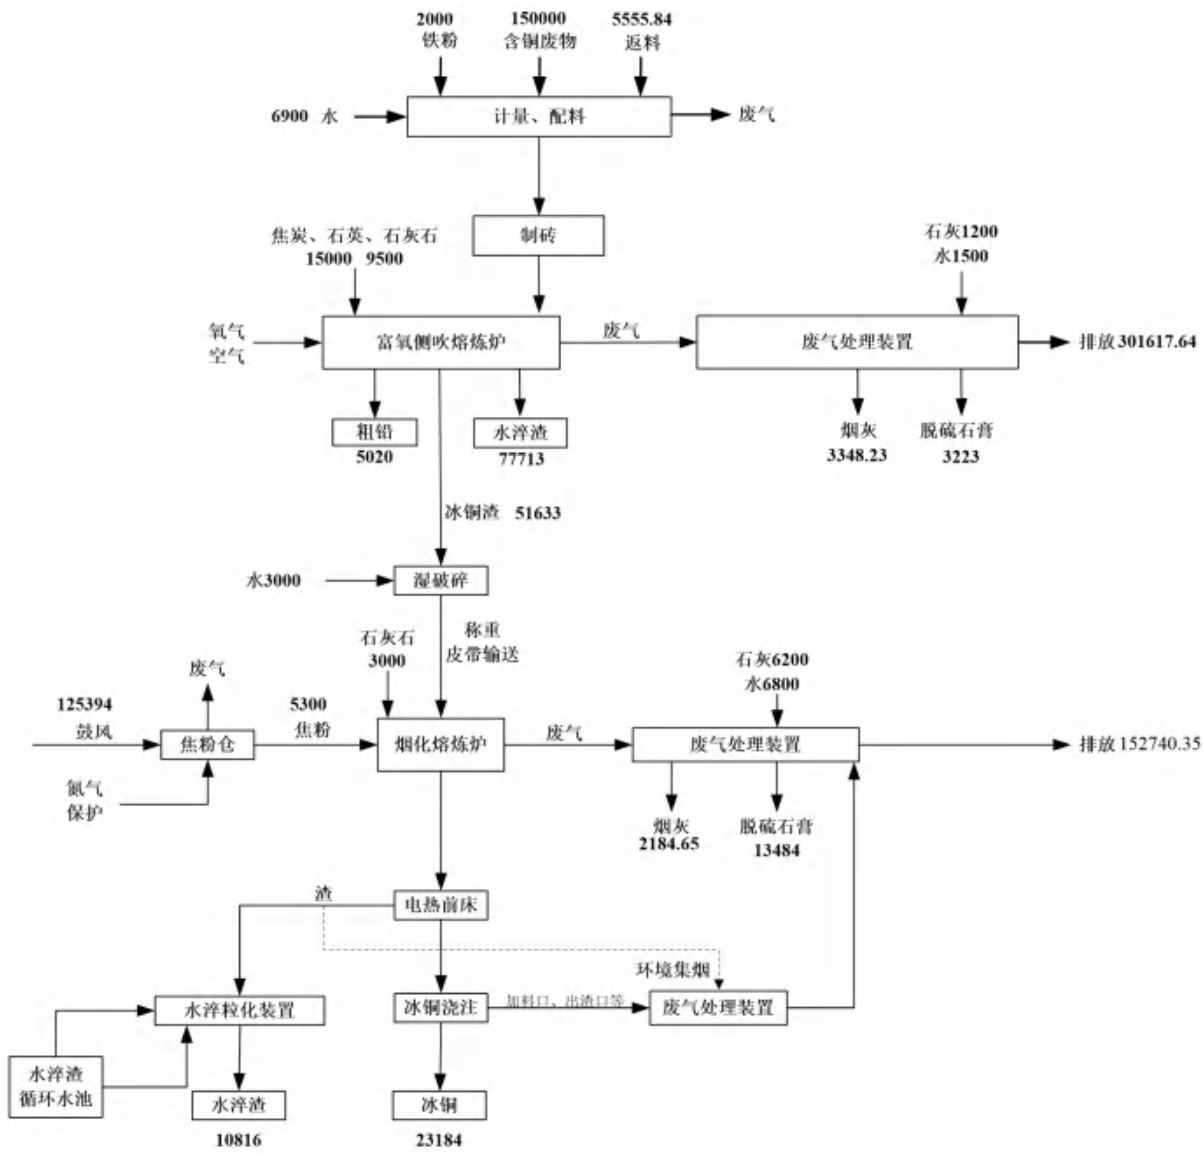 2000 150000 5555.84
铁粉 含铜废物 返料
6900 水
计量、配料
废气
制砖
焦炭、石英、石灰石
15000 9500
石灰1200
水1500
氧气
空气
富氧侧吹熔炼炉
废气
废气处理装置
排放301617.64
粗铅
5020
水淬渣
77713
烟灰
3348.23
脱硫石膏
3223
冰铜渣 51633
水3000
湿破碎
石灰石
3000
称重
皮带输送
废气
石灰6200
水6800
125394
鼓风
焦粉仓
5300
焦粉
烟化熔炼炉
废气
废气处理装置
排放152740.35
氮气
保护
烟灰
2184.65
脱硫石膏
13484
渣
电热前床
环境集烟
水淬粒化装置
冰铜浇注
加料口、出渣口等
废气处理装置
水淬渣
循环水池
水淬渣
10816
冰铜
23184